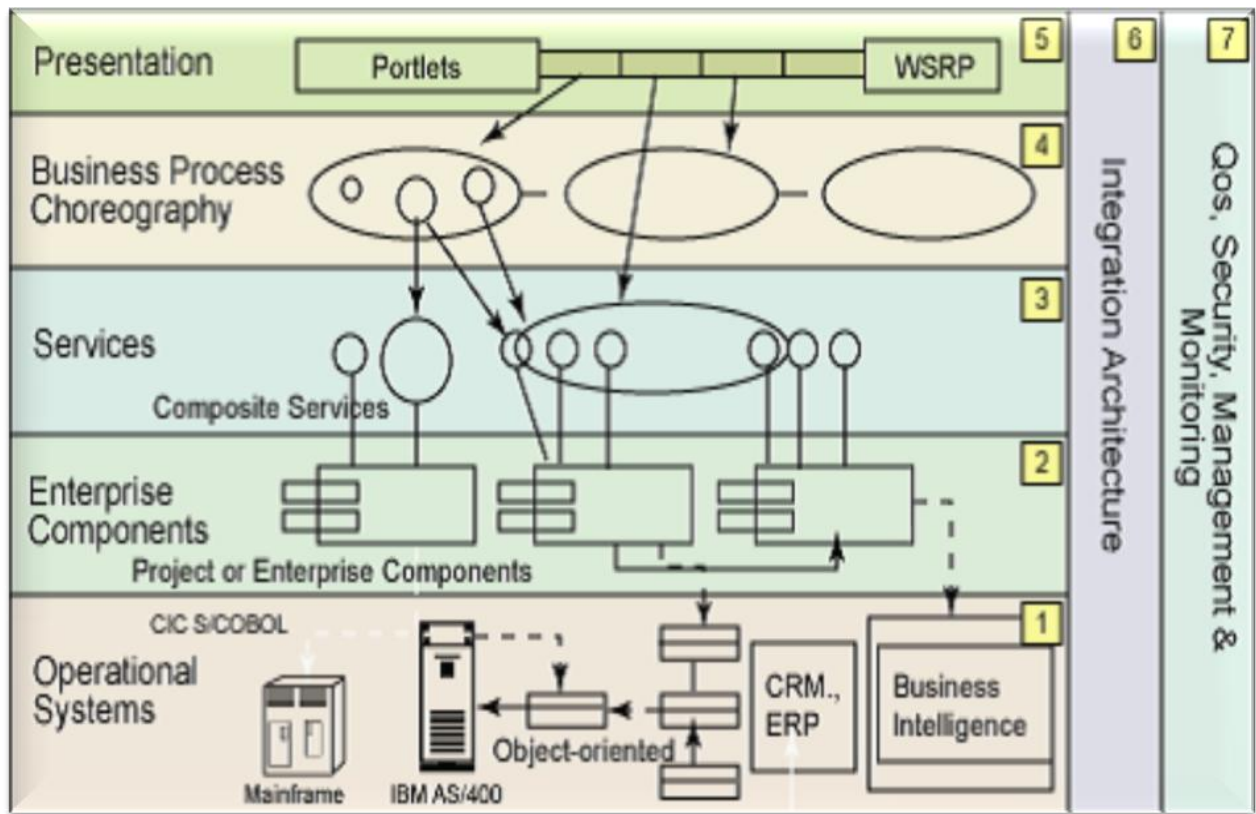 Presentation
Portlets
WSRP
5
6
7
Business Process
Choreography
4
Services
3
Composite Services
Enterprise
Components
2
Project or Enterprise Components
CIC S/COBOL
1
Operational
Systems
CRM.,
ERP
Business
Intelligence
Object-oriented
Mainframe
IBM AS/400
Integration Architecture
Qos, Security, Management &
Monitoring